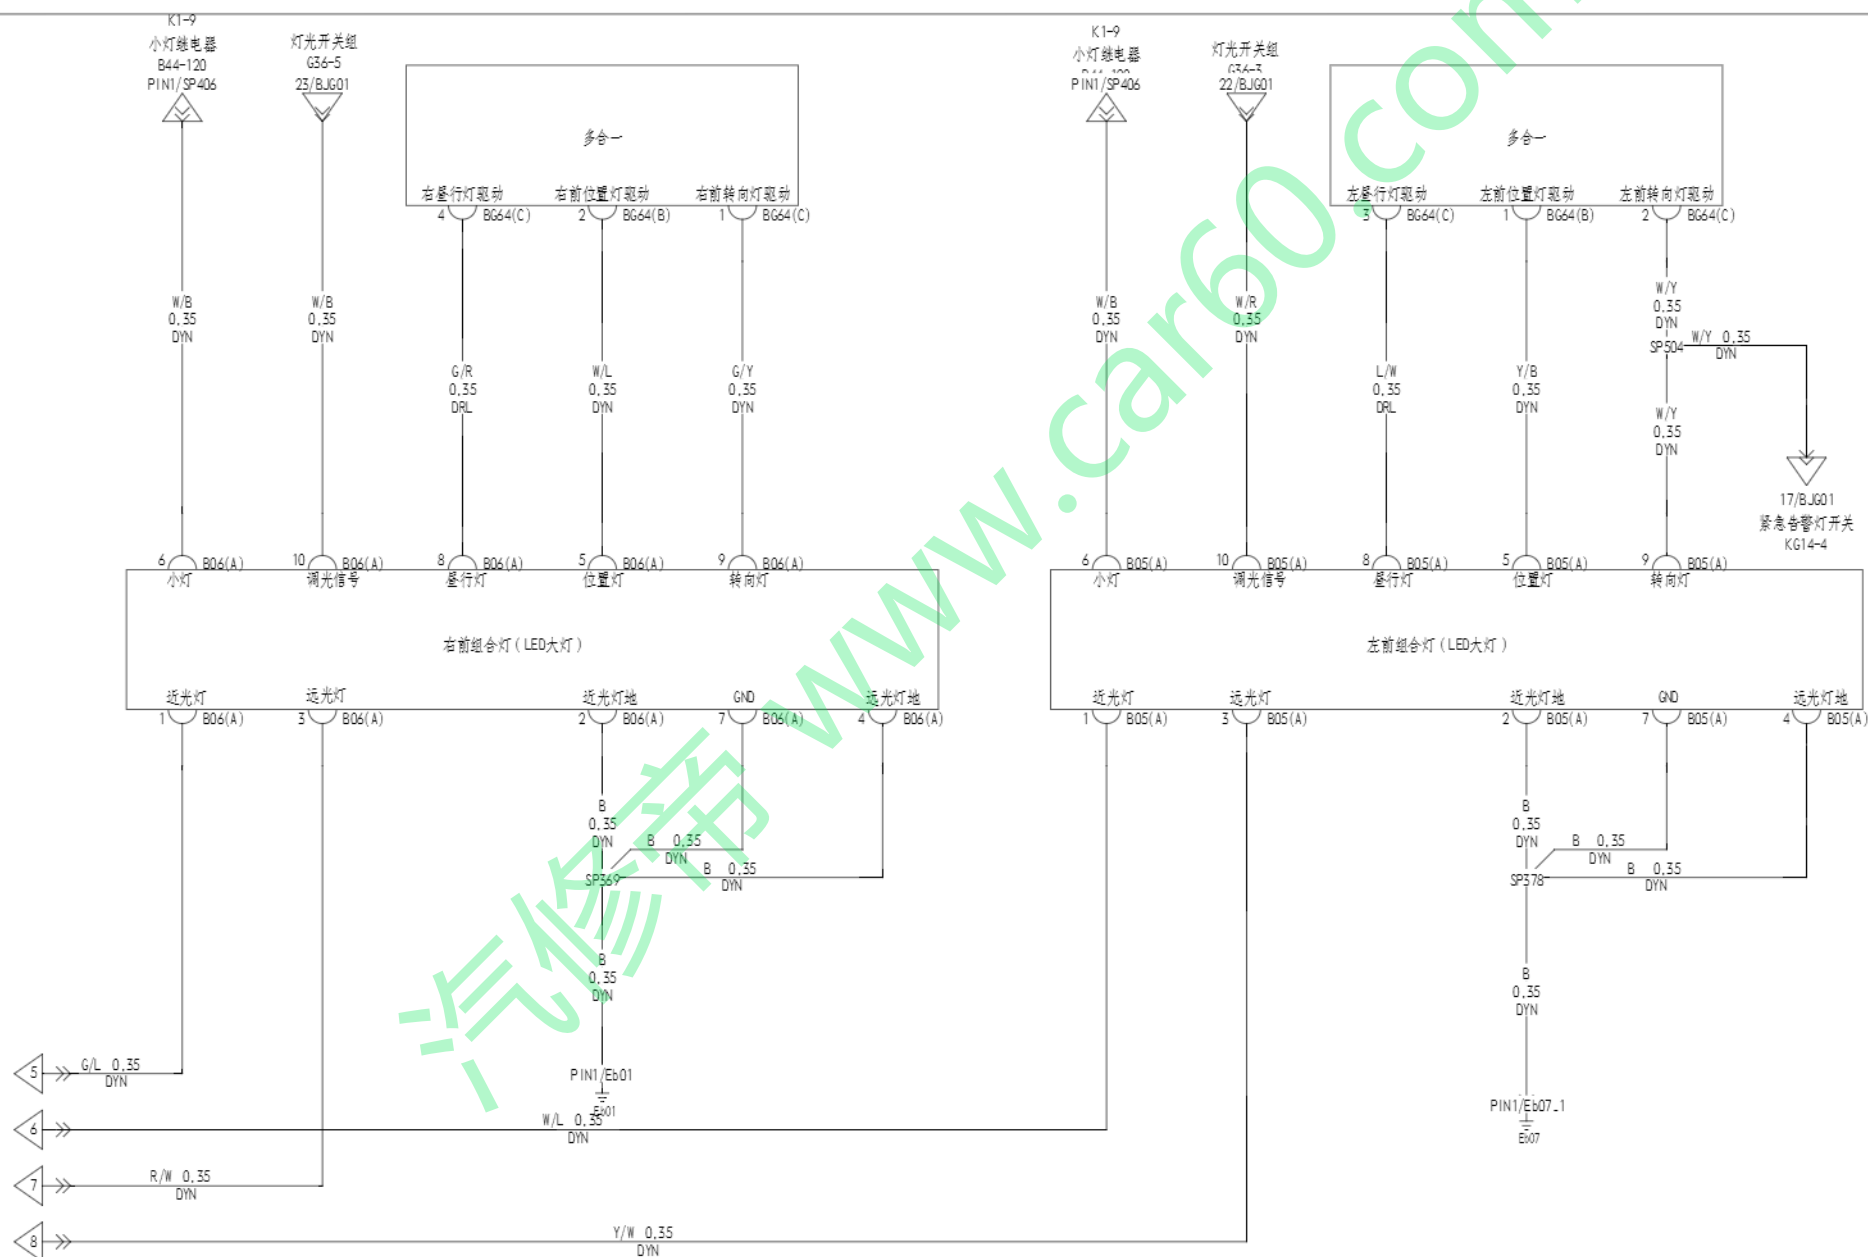 K1-9
小灯继电器
B44-120
PIN1/SP406
灯光开关组
G36-5
23/BJG01
多合一
右昼行灯驱动
右前位置灯驱动
右前转向灯驱动
4 BG64(C)
2 BG64(B)
1 BG64(C)
W/B
0.35
DYN
W/B
0.35
DYN
G/R
0.35
DRL
W/L
0.35
DYN
G/Y
0.35
DYN
6 B06(A)
10 B06(A)
8 B06(A)
5 B06(A)
9 B06(A)
小灯
调光信号
昼行灯
位置灯
转向灯
右前组合灯(LED大灯)
近光灯
远光灯
近光灯地
GND
远光灯地
1 B06(A)
3 B06(A)
2 B06(A)
7 B06(A)
4 B06(A)
B
0.35
DYN
B 0.35
DYN
B 0.35
DYN
SP369
B
0.35
DYN
PIN1/Eb01
Eb01
K1-9
小灯继电器
PIN1/SP406
灯光开关组
G36-3
22/BJG01
多合一
左昼行灯驱动
左前位置灯驱动
左前转向灯驱动
3 BG64(C)
1 BG64(B)
2 BG64(C)
W/B
0.35
DYN
W/R
0.35
DYN
L/W
0.35
DRL
Y/B
0.35
DYN
W/Y
0.35
DYN
SP504
W/Y 0.35
DYN
W/Y
0.35
DYN
17/BJG01
紧急告警灯开关
KG14-4
6 B05(A)
10 B05(A)
8 B05(A)
5 B05(A)
9 B05(A)
小灯
调光信号
昼行灯
位置灯
转向灯
左前组合灯(LED大灯)
近光灯
远光灯
近光灯地
GND
远光灯地
1 B05(A)
3 B05(A)
2 B05(A)
7 B05(A)
4 B05(A)
B
0.35
DYN
B 0.35
DYN
B 0.35
DYN
SP378
B
0.35
DYN
PIN1/Eb07_1
Eb07
5 G/L 0.35
DYN
6 W/L 0.35
DYN
7 R/W 0.35
DYN
8 Y/W 0.35
DYN
汽修帝 www.car60.com